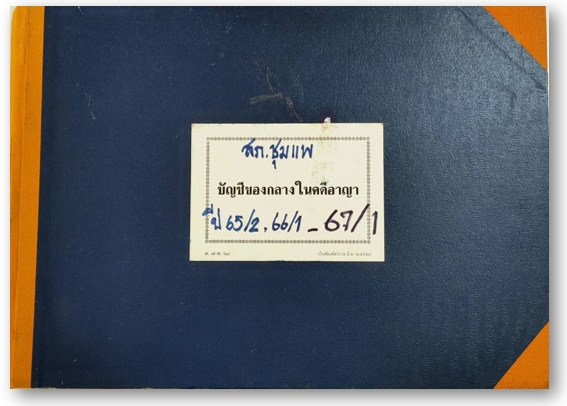 สภ.ชุมแพ
บัญชีของกลางในคดีอาญา
ปี 65/2, 66/1 - 67/1